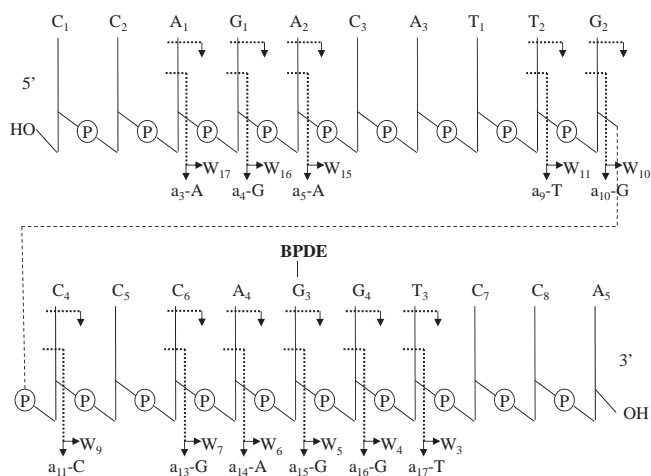 C₁ C₂ A₁ G₁ A₂ C₃ A₃ T₁ T₂ G₂
5’
HO P P P P P P P P P
W₁₇ W₁₆ W₁₅ W₁₁ W₁₀
a₃-A a₄-G a₅-A a₉-T a₁₀-G
BPDE
C₄ C₅ C₆ A₄ G₃ G₄ T₃ C₇ C₈ A₅
3’
P P P P P P P P P P OH
W₉ W₇ W₆ W₅ W₄ W₃
a₁₁-C a₁₃-G a₁₄-A a₁₅-G a₁₆-G a₁₇-T